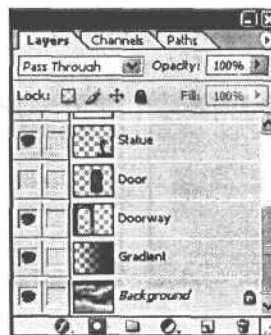 Layers Channels Paths
Pass Through Opacity: 100%
Lock: Fill: 100%
Statue
Door
Doorway
Gradient
Background